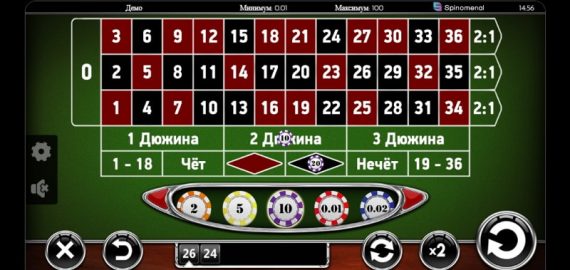 Демо Минимум 0.01 Максимум 100 Spinomenal 14:56
3 6 9 12 15 18 21 24 27 30 33 36 2:1
0 2 5 8 11 14 17 20 23 26 29 32 35 2:1
1 4 7 10 13 16 19 22 25 28 31 34 2:1
1 Дюжина 2 Дюжина 3 Дюжина
10
1 - 18 Чёт 20 Нечёт 19 - 36
2 5 10 0.01 0.02
26 24 x2